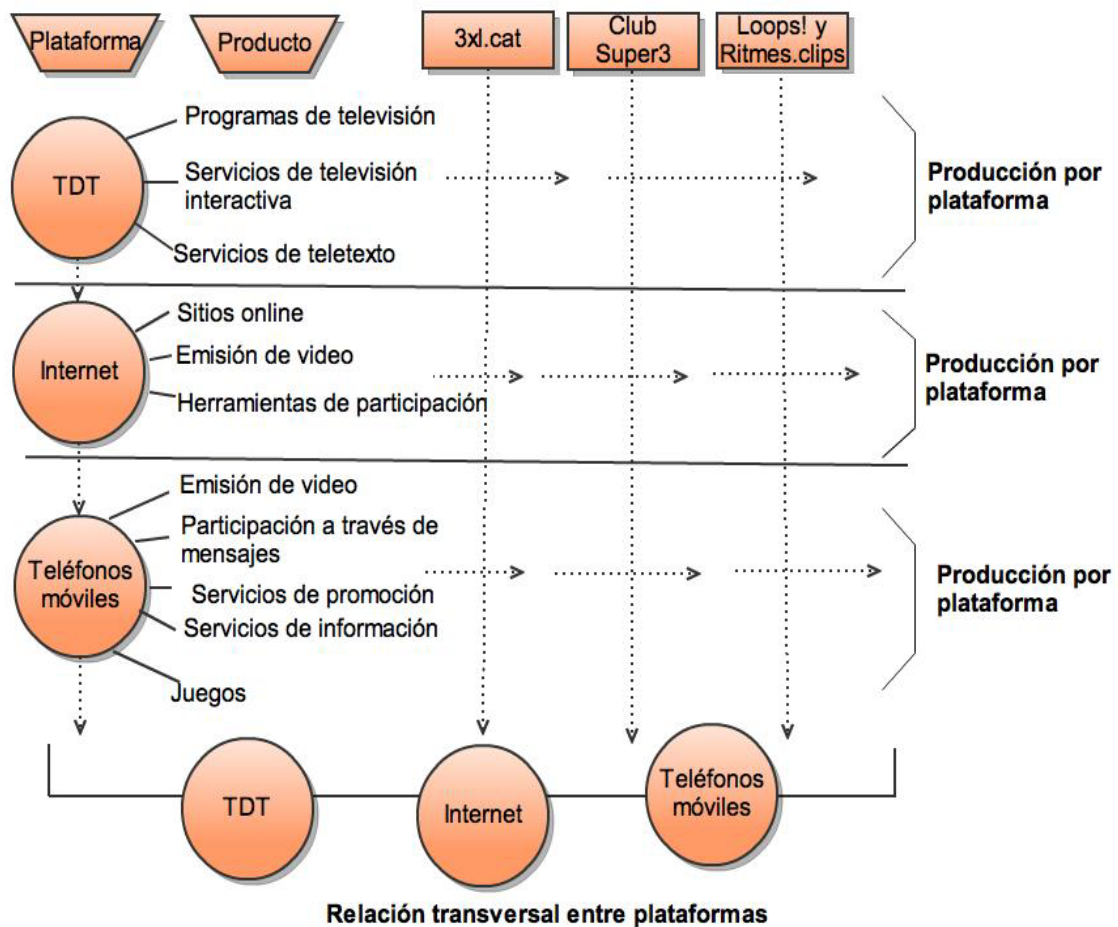 Plataforma
Producto
3xl.cat
Club
Super3
Loops! y
Ritmes.clips
TDT
Programas de televisión
Servicios de televisión
interactiva
Servicios de teletexto
Producción por
plataforma
Internet
Sitios online
Emisión de video
Herramientas de participación
Producción por
plataforma
Teléfonos
móviles
Emisión de video
Participación a través de
mensajes
Servicios de promoción
Servicios de información
Juegos
Producción por
plataforma
TDT
Internet
Teléfonos
móviles
Relación transversal entre plataformas